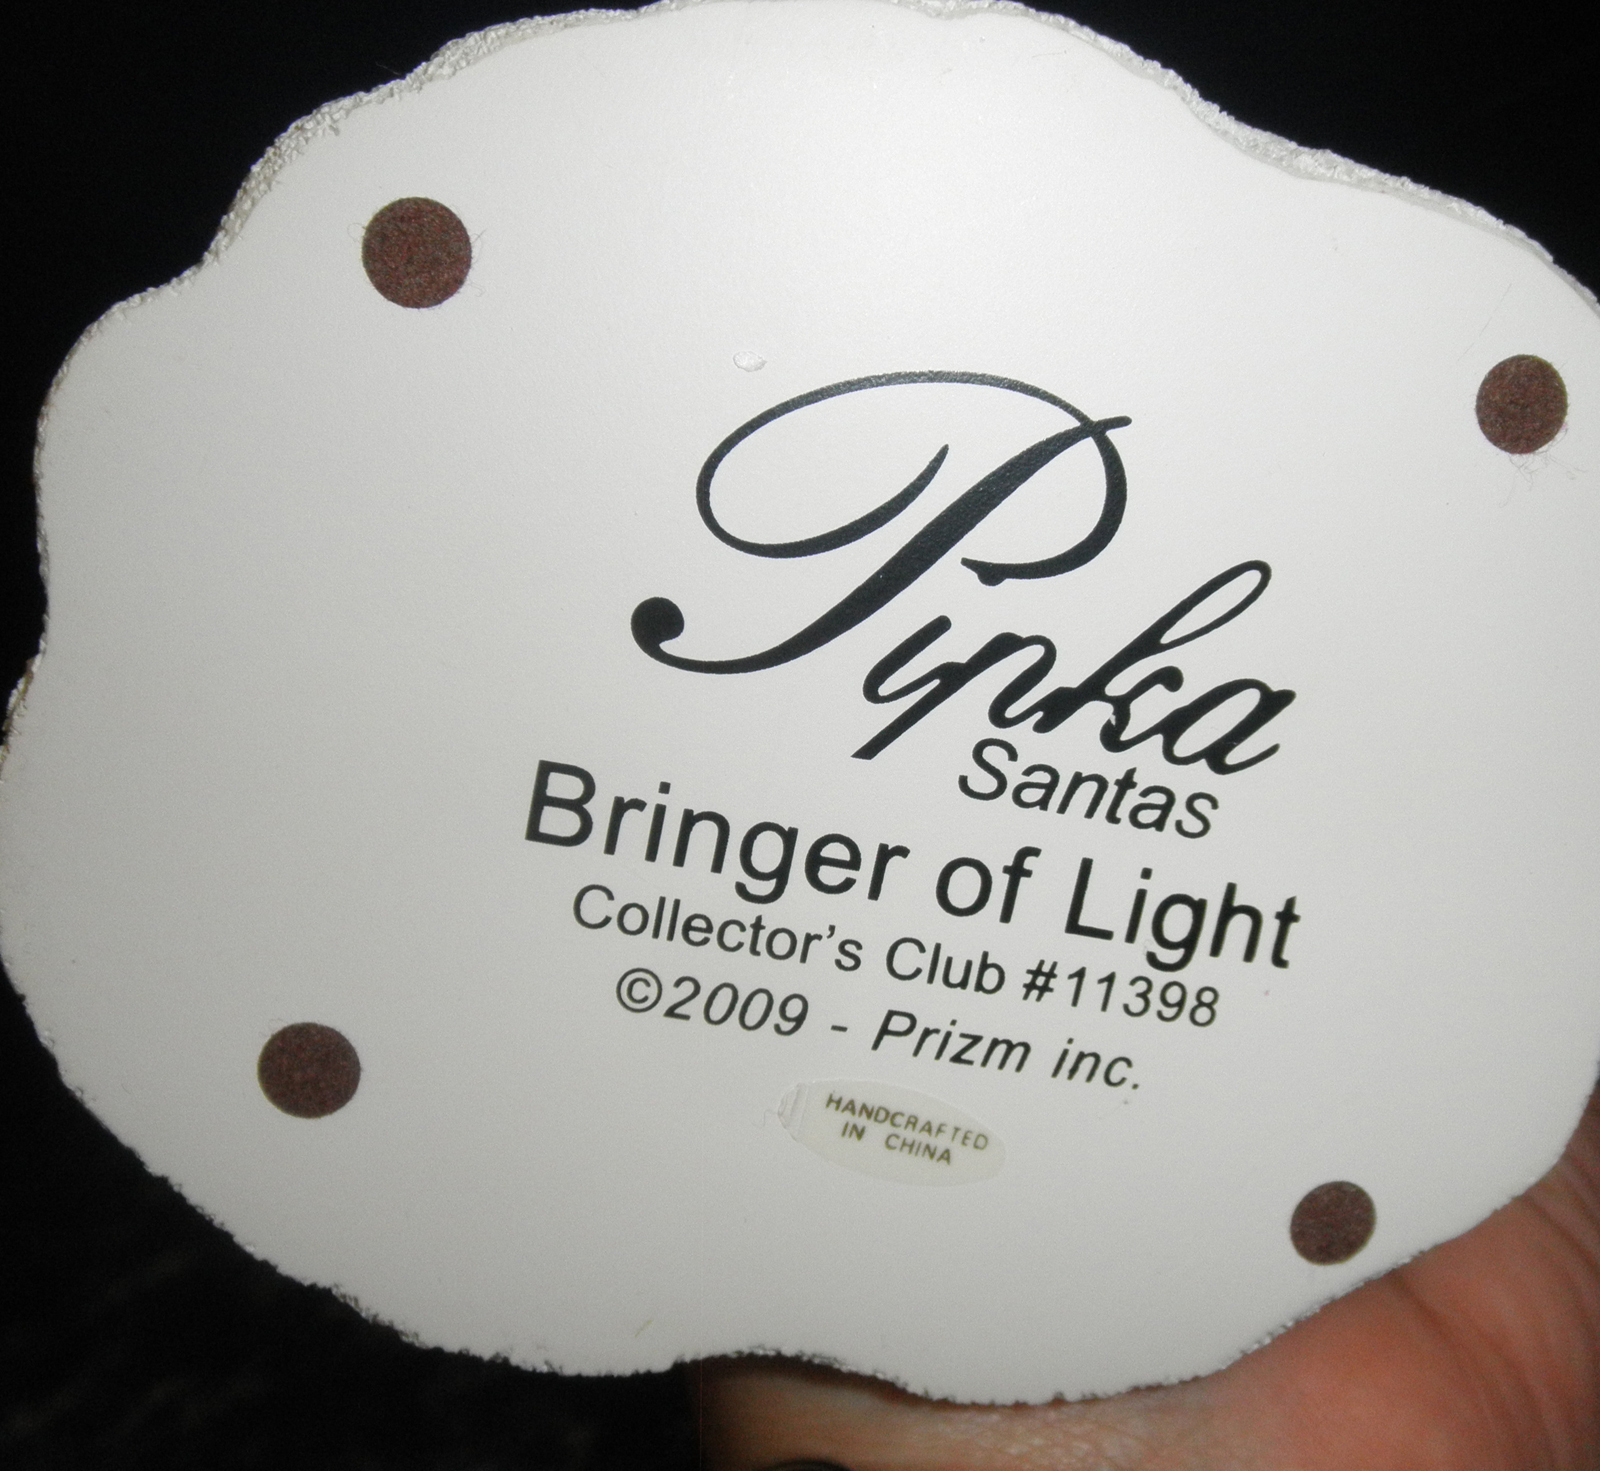 Pipka
Santas
Bringer of Light
Collector's Club #11398
©2009 - Prizm inc.
HANDCRAFTED
IN CHINA